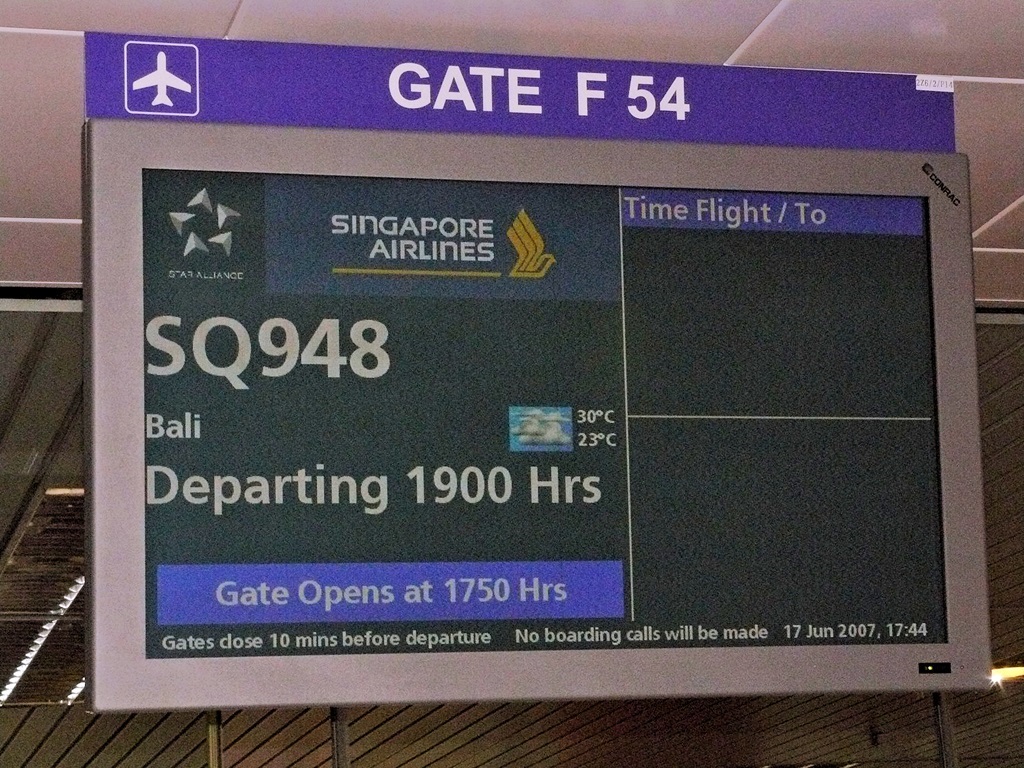 GATE F 54
CONRAC
STAR ALLIANCE
SINGAPORE
AIRLINES
Time Flight / To
SQ948
Bali
30°C
23°C
Departing 1900 Hrs
Gate Opens at 1750 Hrs
Gates close 10 mins before departure No boarding calls will be made 17 Jun 2007, 17:44